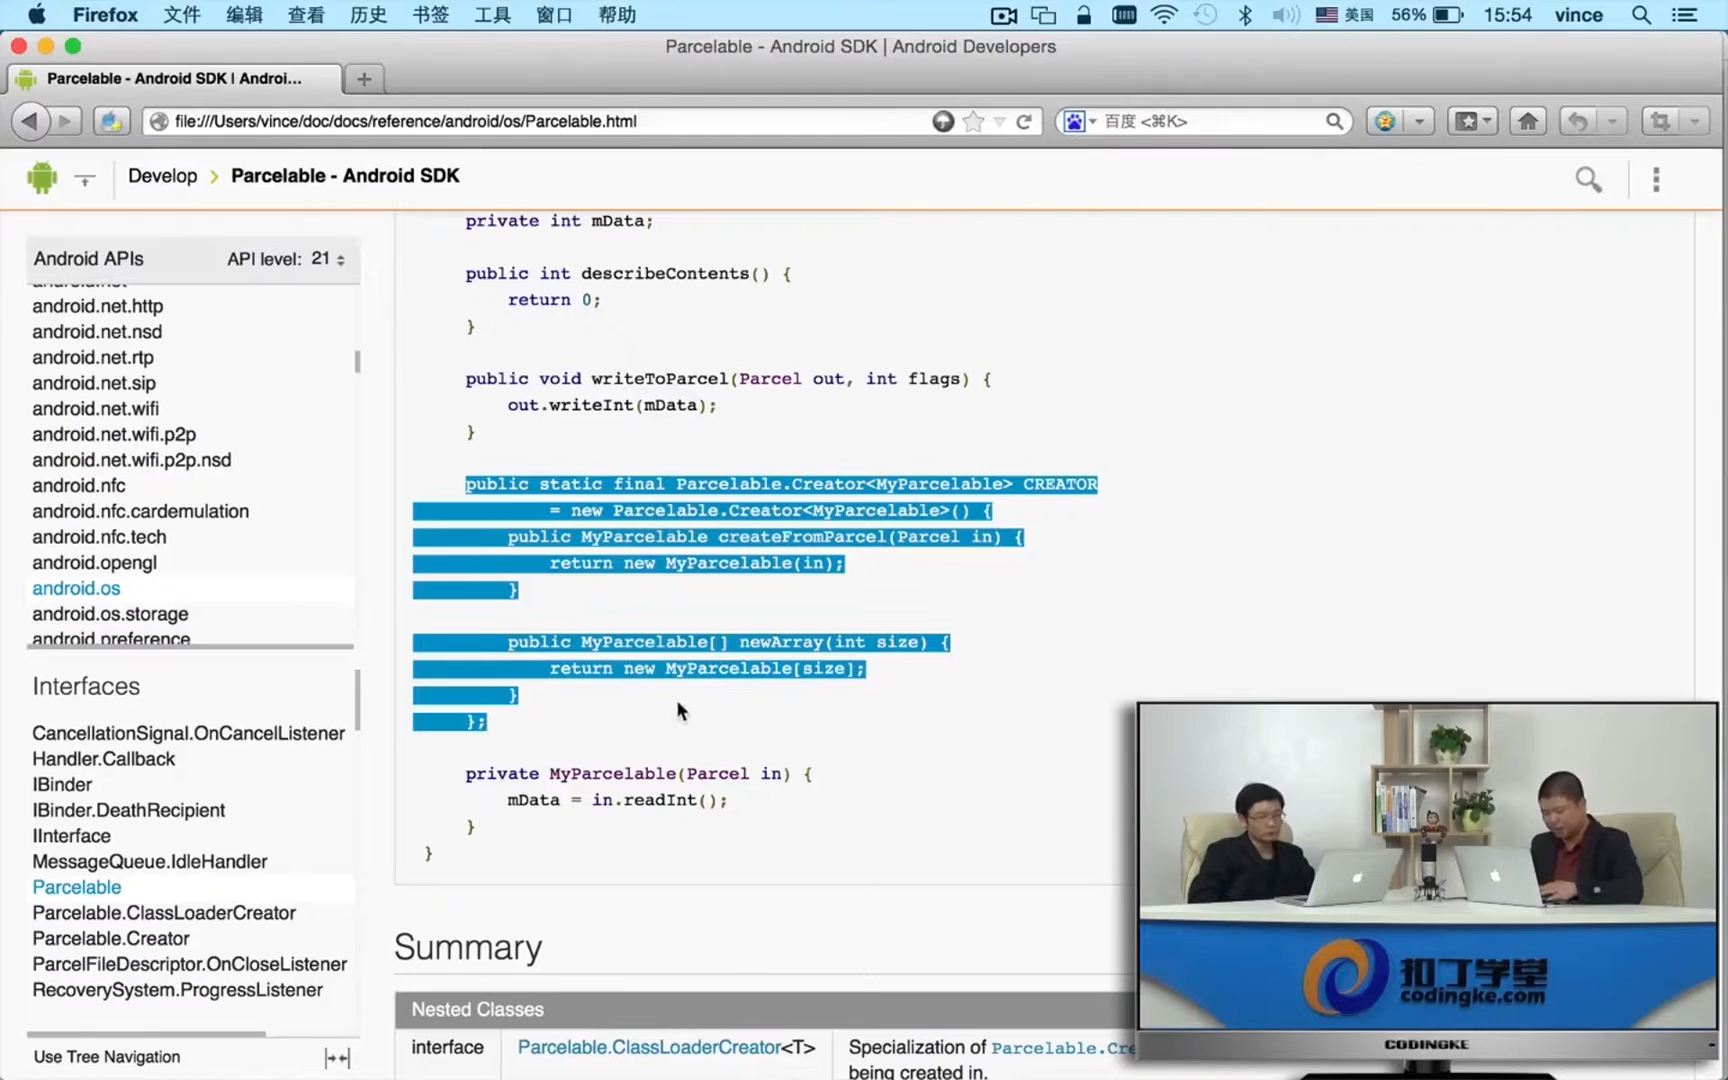 Firefox 文件 编辑 查看 历史 书签 工具 窗口 帮助 美国 56% 15:54 vince
Parcelable - Android SDK | Android Developers
Parcelable - Android SDK | Androi...
file:///Users/vince/doc/docs/reference/android/os/Parcelable.html
百度 <⌘K>
Develop > Parcelable - Android SDK
Android APIs API level: 21
android.net.http
android.net.nsd
android.net.rtp
android.net.sip
android.net.wifi
android.net.wifi.p2p
android.net.wifi.p2p.nsd
android.nfc
android.nfc.cardemulation
android.nfc.tech
android.opengl
android.os
android.os.storage
android.preference
Interfaces
CancellationSignal.OnCancelListener
Handler.Callback
IBinder
IBinder.DeathRecipient
IInterface
MessageQueue.IdleHandler
Parcelable
Parcelable.ClassLoaderCreator
Parcelable.Creator
ParcelFileDescriptor.OnCloseListener
RecoverySystem.ProgressListener
Use Tree Navigation
private int mData;
public int describeContents() {
return 0;
}
public void writeToParcel(Parcel out, int flags) {
out.writeInt(mData);
}
public static final Parcelable.Creator<MyParcelable> CREATOR
= new Parcelable.Creator<MyParcelable>() {
public MyParcelable createFromParcel(Parcel in) {
return new MyParcelable(in);
}
public MyParcelable[] newArray(int size) {
return new MyParcelable[size];
}
};
private MyParcelable(Parcel in) {
mData = in.readInt();
}
}
Summary
Nested Classes
interface Parcelable.ClassLoaderCreator<T> Specialization of Parcelable.Cre
being created in.
扣丁学堂
codingke.com
CODINGKE